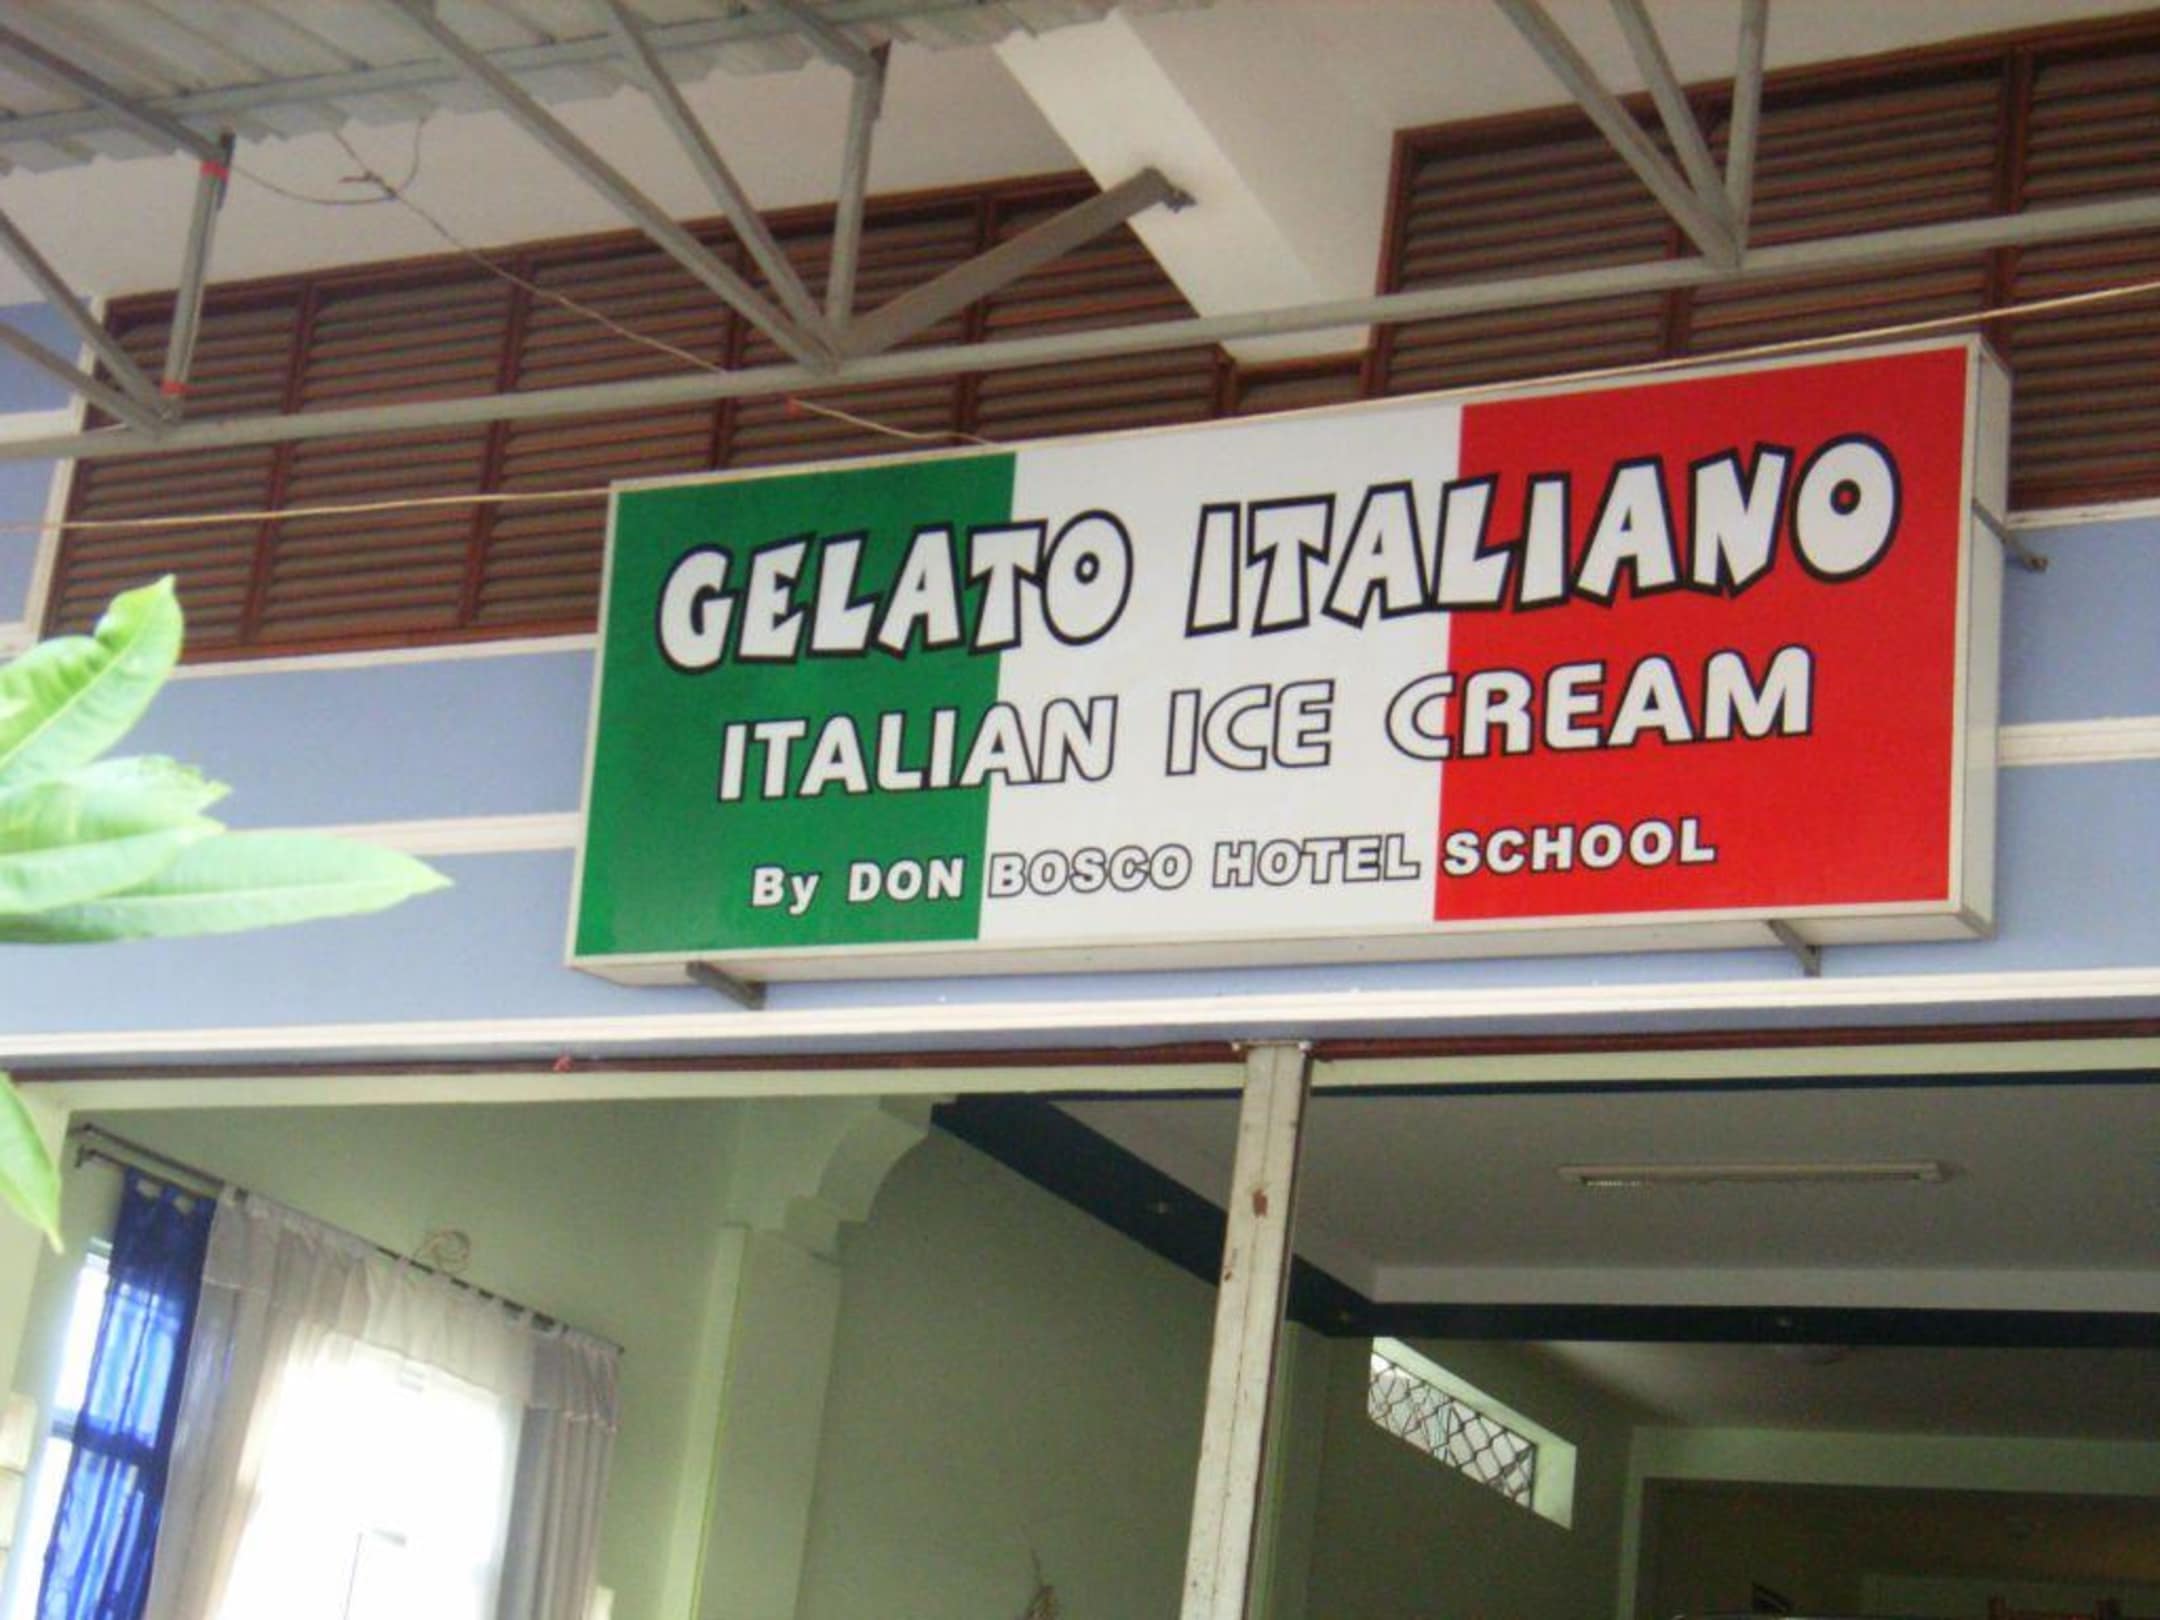 GELATO ITALIANO
ITALIAN ICE CREAM
By DON BOSCO HOTEL SCHOOL